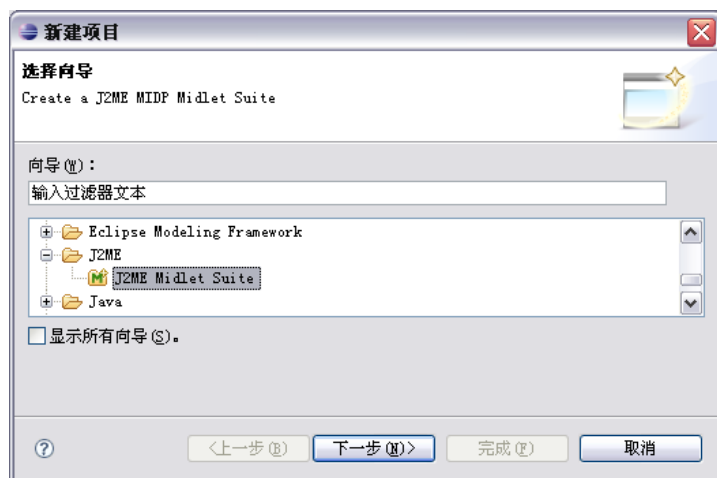 新建项目
选择向导
Create a J2ME MIDP Midlet Suite
向导(W)：
输入过滤器文本
Eclipse Modeling Framework
J2ME
J2ME Midlet Suite
Java
显示所有向导(S)。
<上一步(B) 下一步(N)> 完成(F) 取消